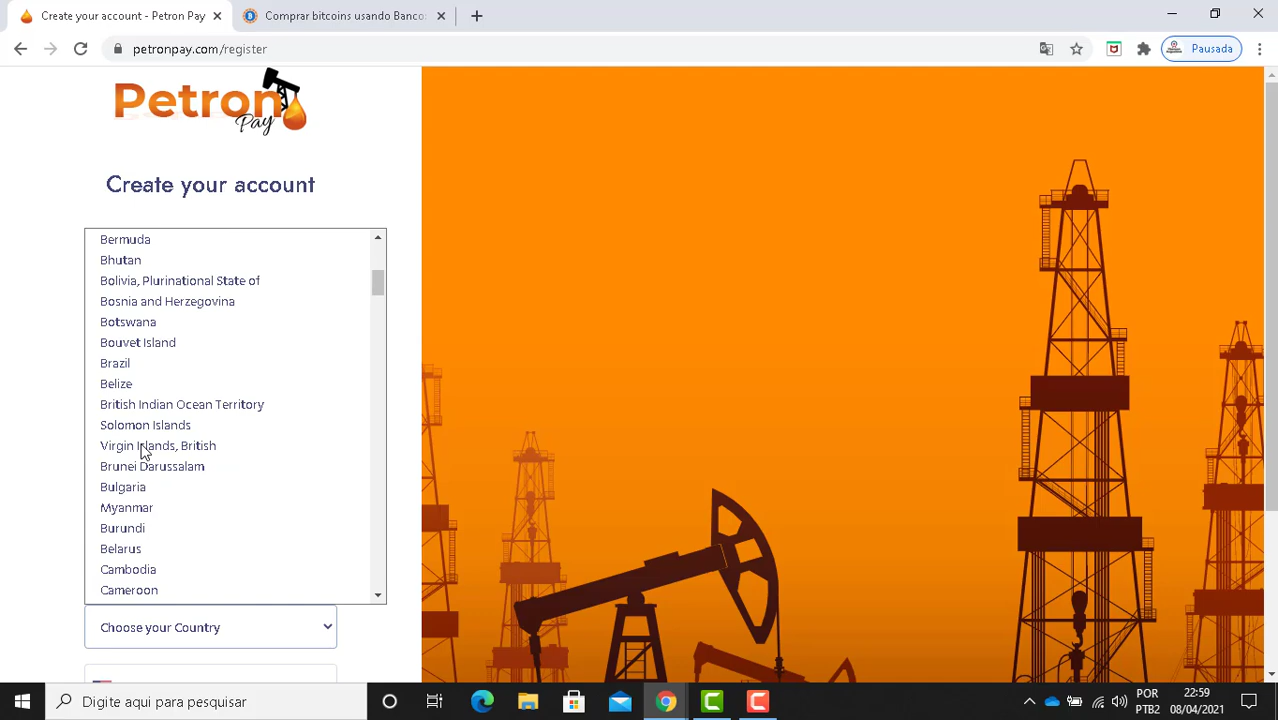 Create your account - Petron Pay
Comprar bitcoins usando Banco
petronpay.com/register
Pausada
Petron
Pay
Create your account
Bermuda
Bhutan
Bolivia, Plurinational State of
Bosnia and Herzegovina
Botswana
Bouvet Island
Brazil
Belize
British Indian Ocean Territory
Solomon Islands
Virgin Islands, British
Brunei Darussalam
Bulgaria
Myanmar
Burundi
Belarus
Cambodia
Cameroon
Choose your Country
Digite aqui para pesquisar
POR
PTB2
22:59
08/04/2021